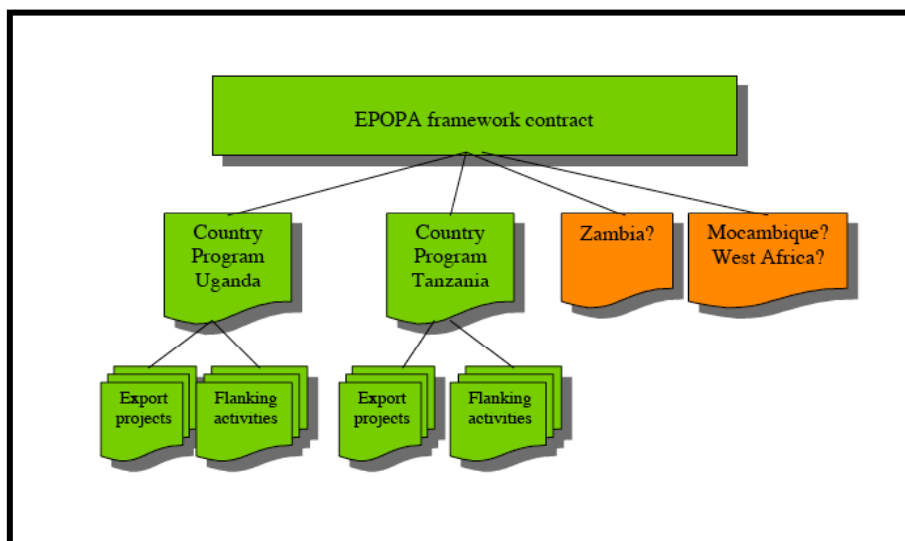 EPOPA framework contract
Country
Program
Uganda
Country
Program
Tanzania
Zambia?
Mocambique?
West Africa?
Export
projects
Flanking
activities
Export
projects
Flanking
activities